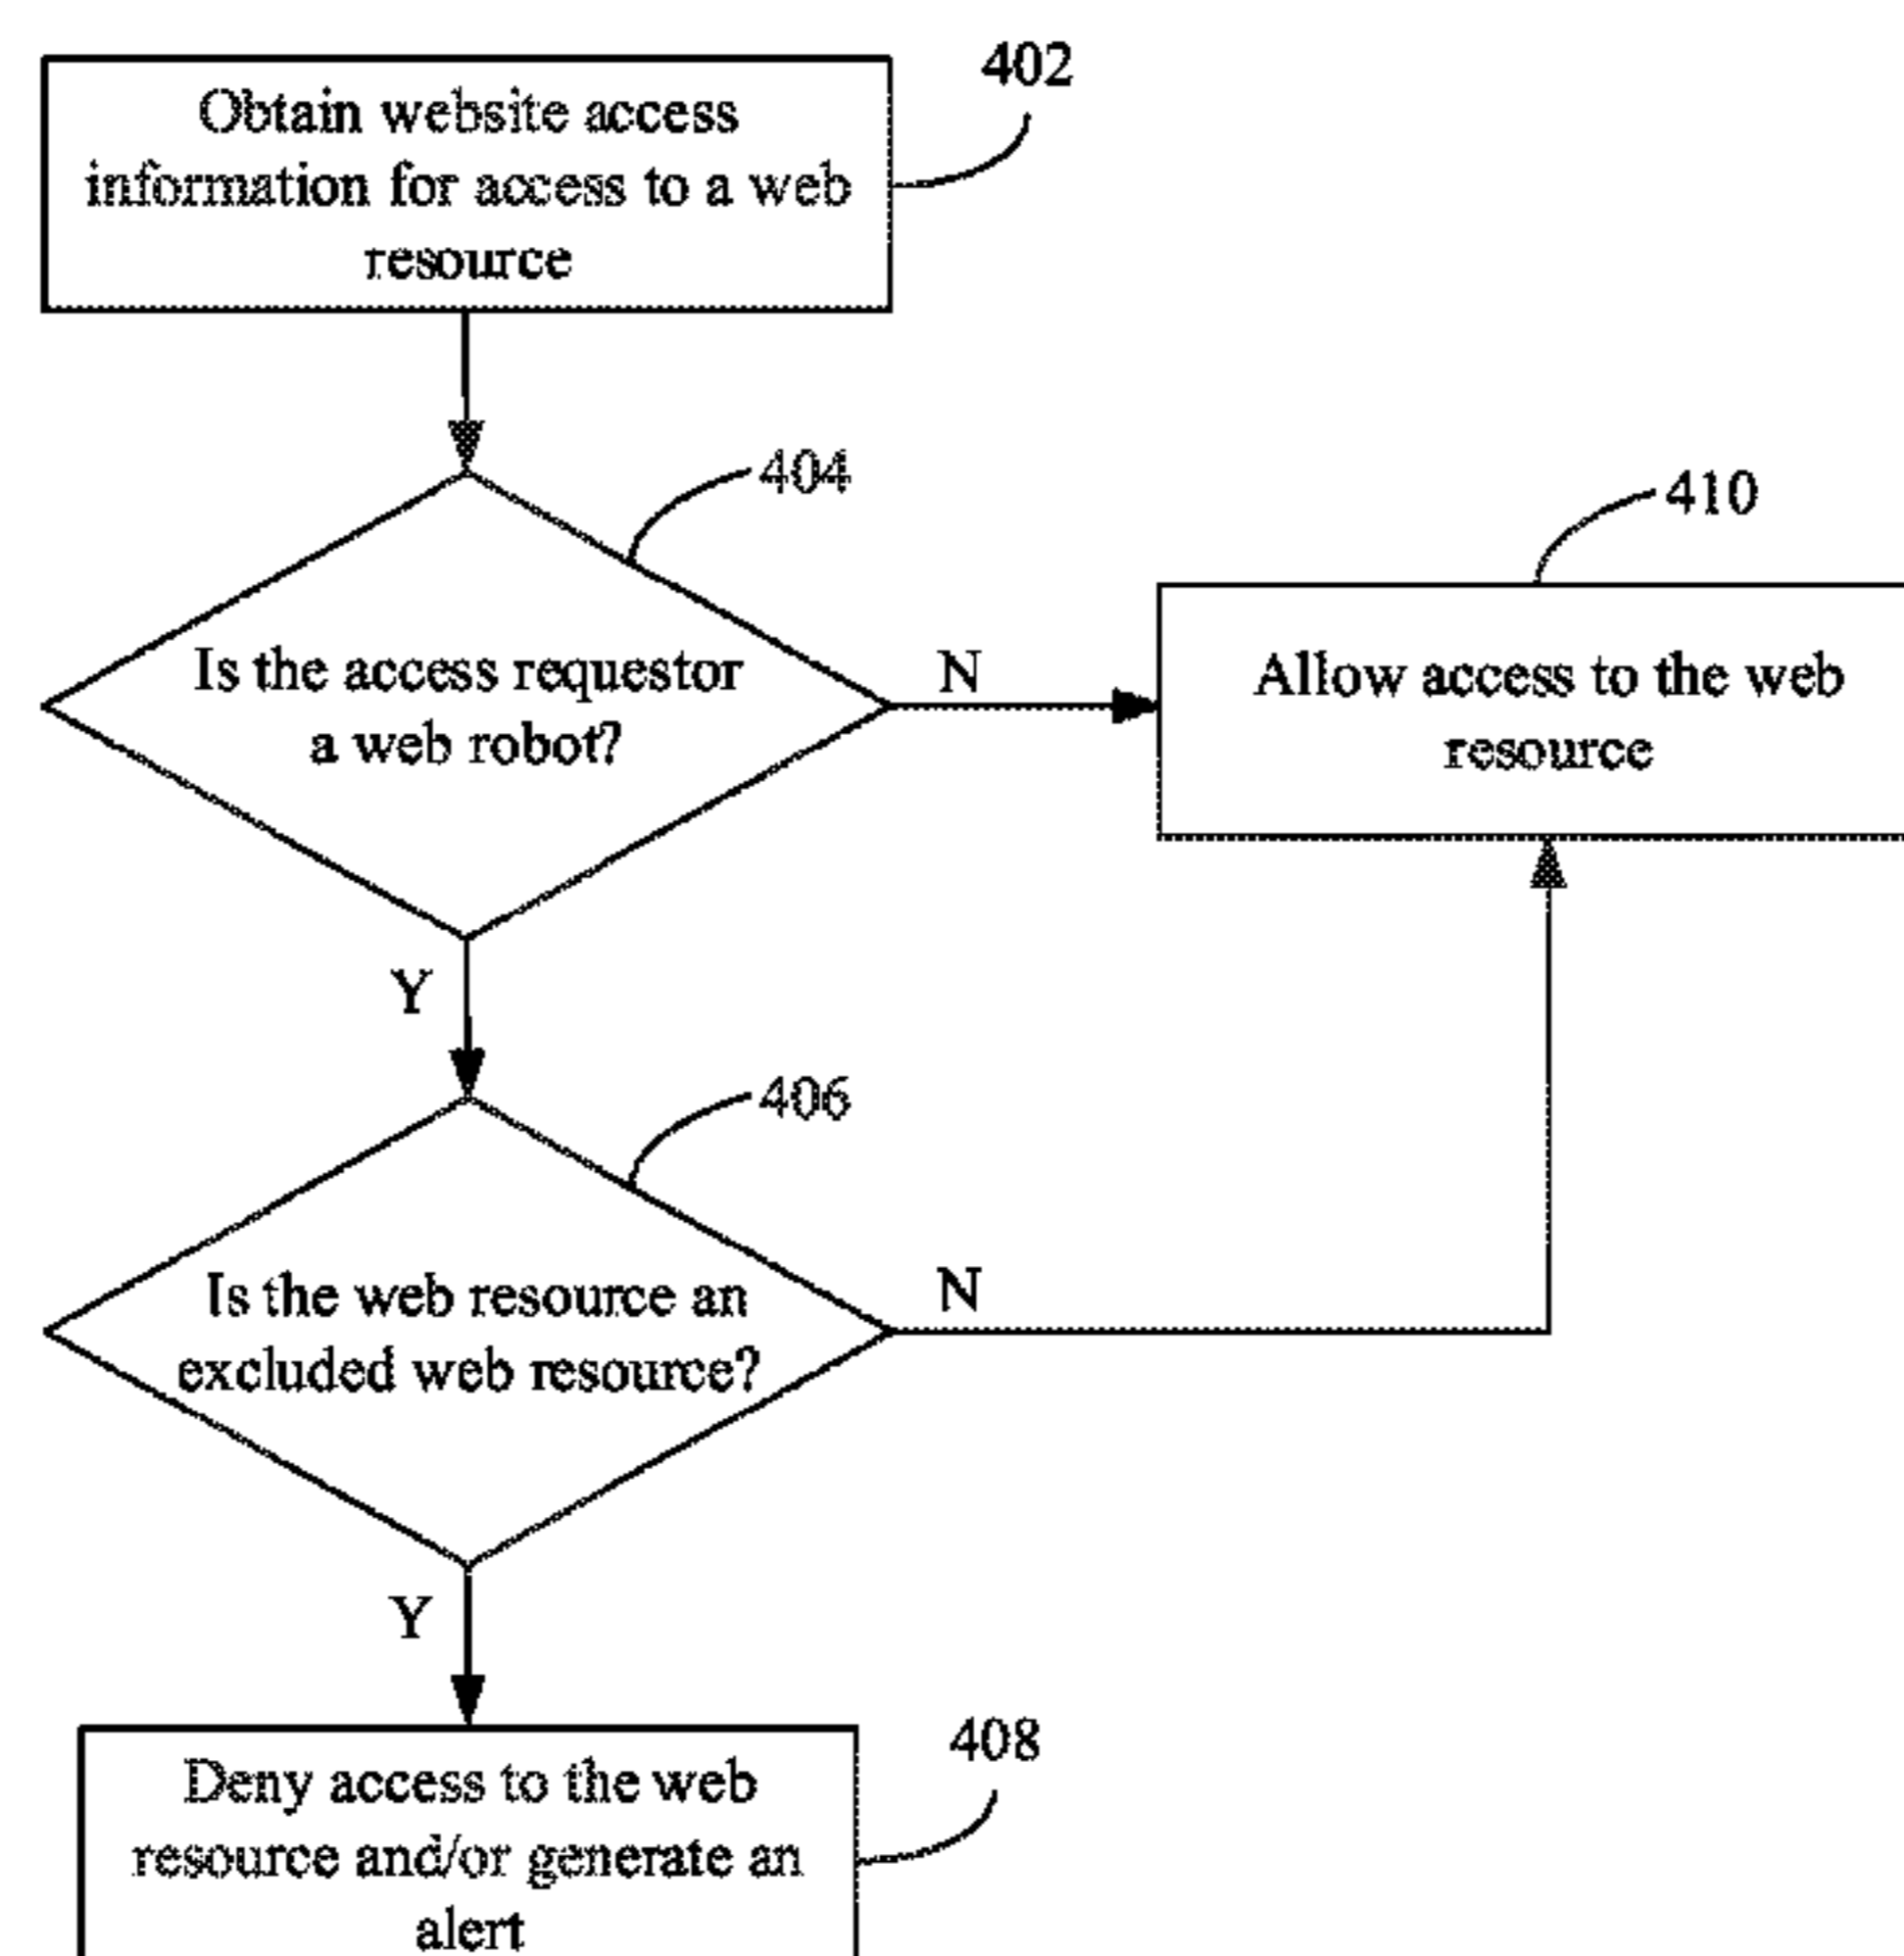 402
Obtain website access
information for access to a web
resource
404
410
Is the access requestor
a web robot?
N
Allow access to the web
resource
Y
406
Is the web resource an
excluded web resource?
N
Y
408
Deny access to the web
resource and/or generate an
alert